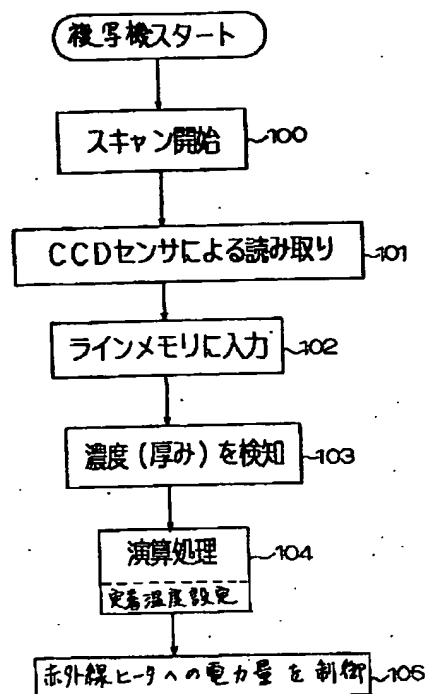 複写機スタート
スキャン開始 100
CCDセンサによる読み取り 101
ラインメモリに入力 102
濃度(厚み)を検知 103
演算処理 104
定着温度設定
赤外線ヒータへの電力量を制御 105